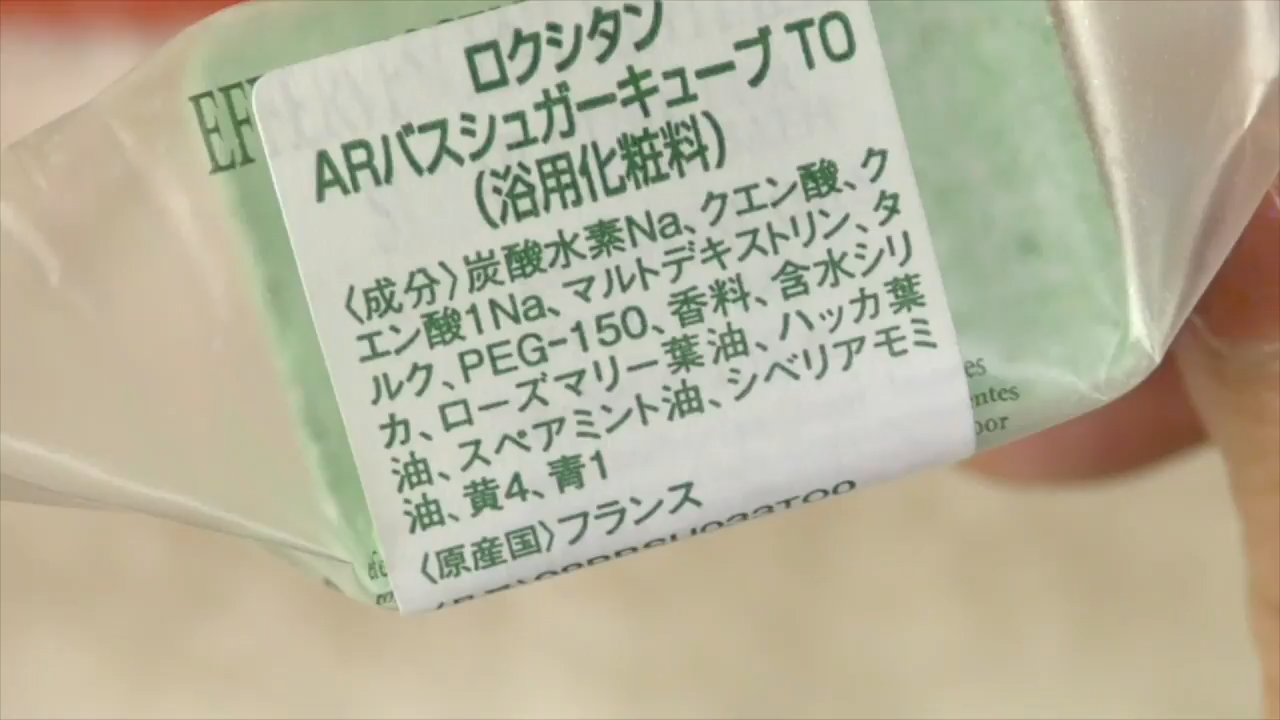 ロクシタン
ARバスシュガーキューブ TO
(浴用化粧料)
〈成分〉炭酸水素Na、クエン酸、ク
エン酸1Na、マルトデキストリン、タ
ルク、PEG-150、香料、含水シリ
カ、ローズマリー葉油、ハッカ葉
油、スペアミント油、シベリアモミ
油、黄4、青1
〈原産国〉フランス